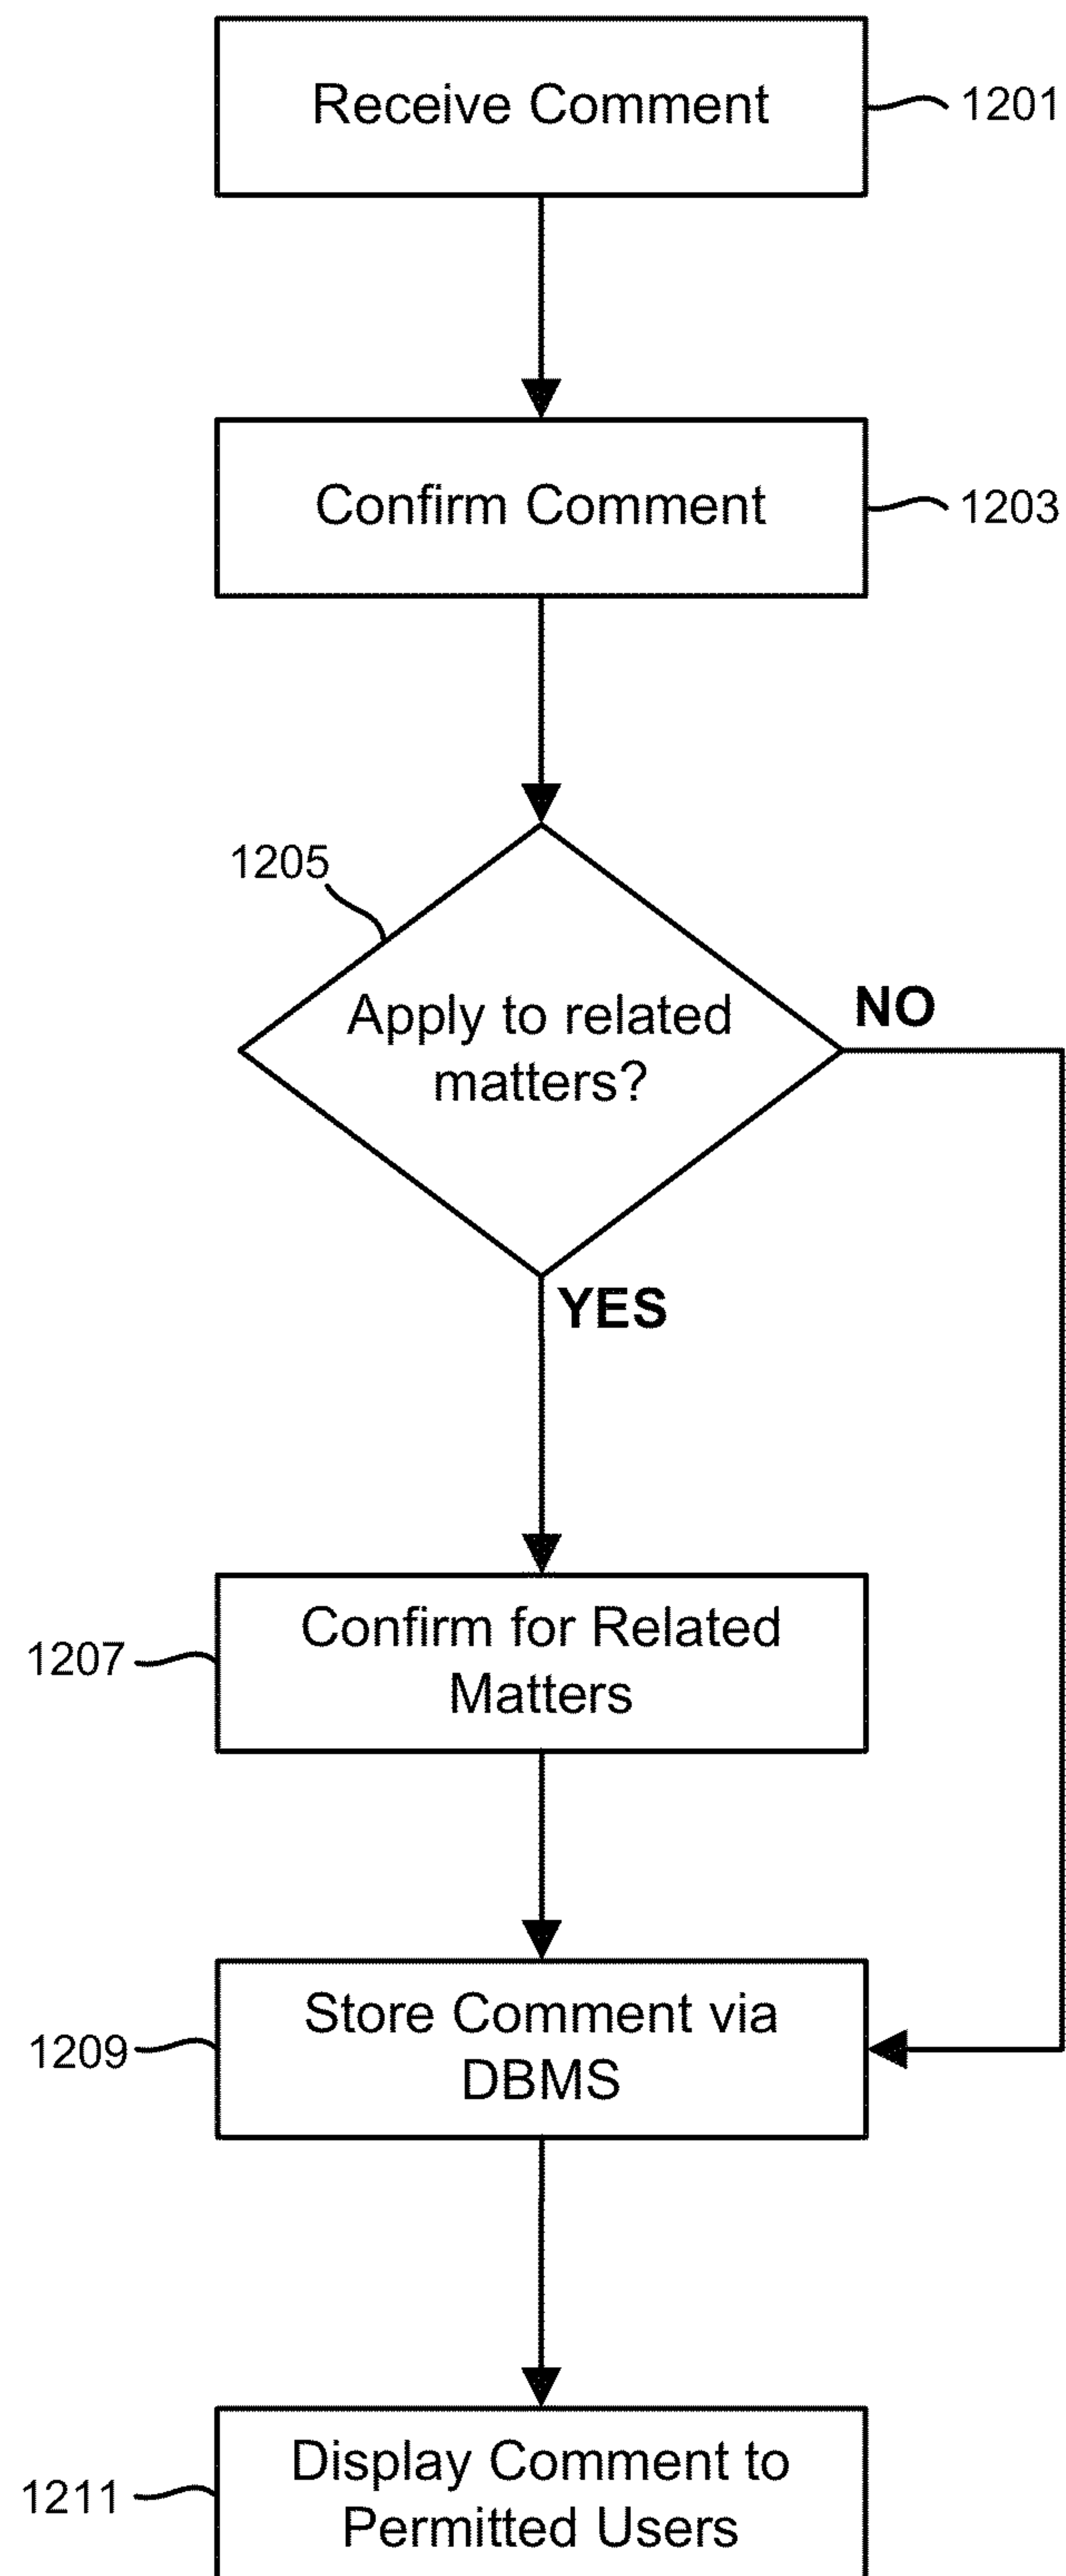 Receive Comment
1201
Confirm Comment
1203
1205
Apply to related
matters?
NO
YES
Confirm for Related
Matters
1207
Store Comment via
DBMS
1209
Display Comment to
Permitted Users
1211